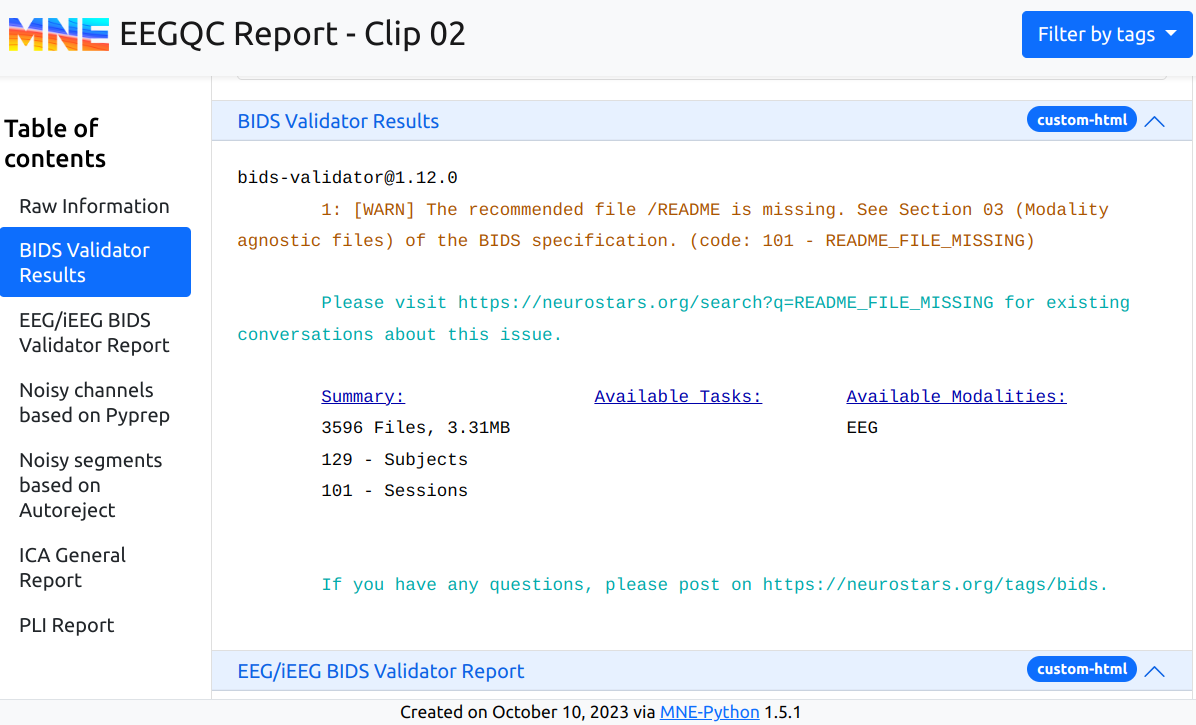 MNE EEGQC Report - Clip 02
Filter by tags
Table of
contents
Raw Information
BIDS Validator
Results
EEG/iEEG BIDS
Validator Report
Noisy channels
based on Pyprep
Noisy segments
based on
Autoreject
ICA General
Report
PLI Report
BIDS Validator Results custom-html
bids-validator@1.12.0
1: [WARN] The recommended file /README is missing. See Section 03 (Modality
agnostic files) of the BIDS specification. (code: 101 - README_FILE_MISSING)
Please visit https://neurostars.org/search?q=README_FILE_MISSING for existing
conversations about this issue.
Summary: Available Tasks: Available Modalities:
3596 Files, 3.31MB EEG
129 - Subjects
101 - Sessions
If you have any questions, please post on https://neurostars.org/tags/bids.
EEG/iEEG BIDS Validator Report custom-html
Created on October 10, 2023 via MNE-Python 1.5.1